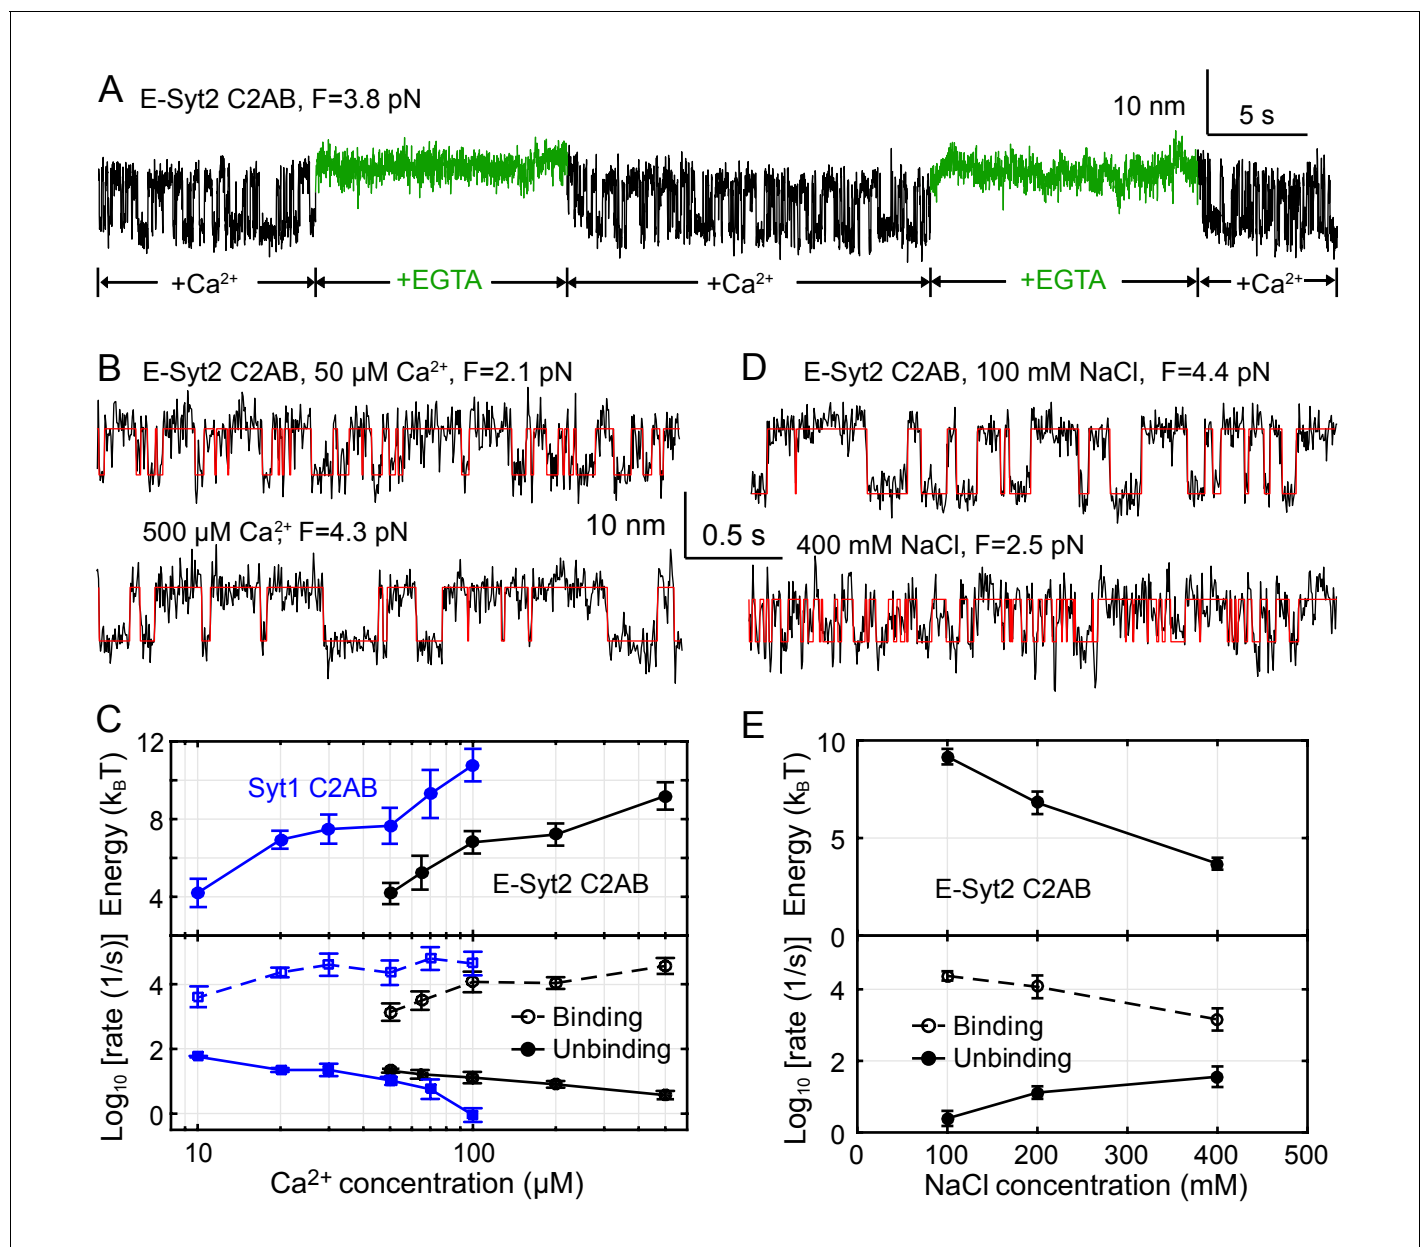 A
E-Syt2 C2AB, F=3.8 pN
10 nm
5 s
+Ca2+
+EGTA
+Ca2+
+EGTA
+Ca2+
B
E-Syt2 C2AB, 50 µM Ca2+, F=2.1 pN
500 µM Ca2+, F=4.3 pN
10 nm
0.5 s
D
E-Syt2 C2AB, 100 mM NaCl, F=4.4 pN
400 mM NaCl, F=2.5 pN
C
Energy (kBT)
12
8
4
Syt1 C2AB
E-Syt2 C2AB
Log10 [rate (1/s)]
4
2
0
Binding
Unbinding
10
100
Ca2+ concentration (µM)
E
Energy (kBT)
10
5
0
E-Syt2 C2AB
Log10 [rate (1/s)]
4
2
0
Binding
Unbinding
0
100
200
300
400
500
NaCl concentration (mM)